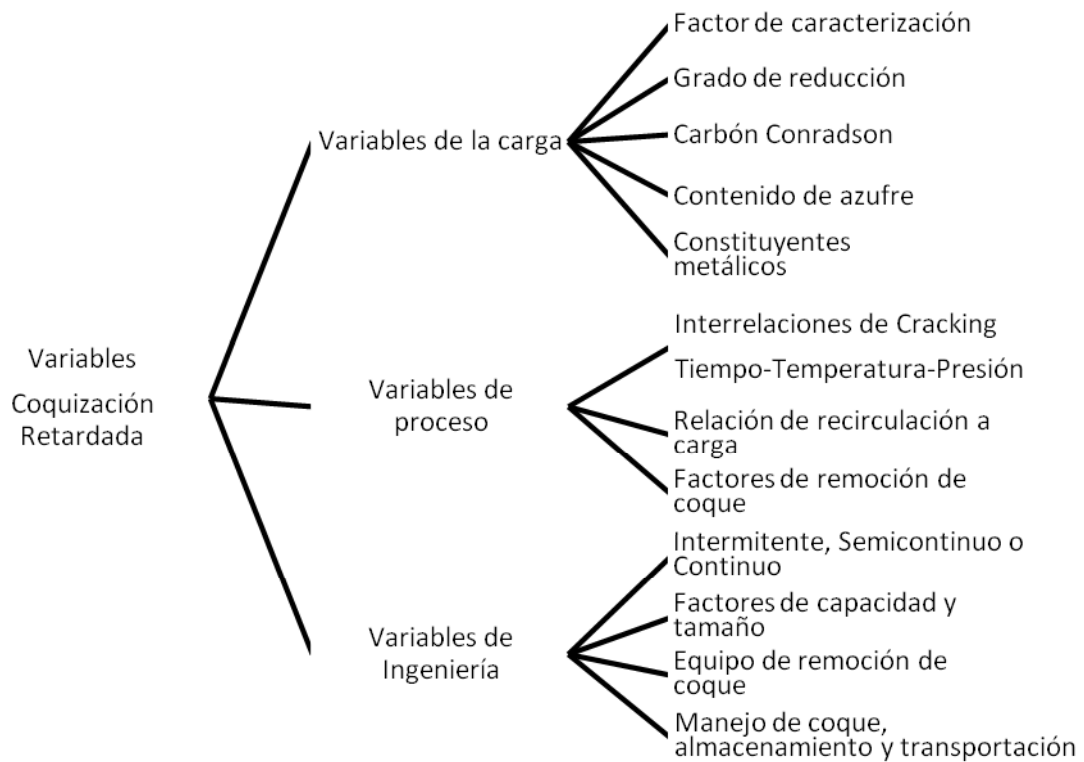 Variables
Coquización
Retardada
Variables de la carga
Factor de caracterización
Grado de reducción
Carbón Conradson
Contenido de azufre
Constituyentes
metálicos
Variables de
proceso
Interrelaciones de Cracking
Tiempo-Temperatura-Presión
Relación de recirculación a
carga
Factores de remoción de
coque
Variables de
Ingeniería
Intermitente, Semicontinuo o
Continuo
Factores de capacidad y
tamaño
Equipo de remoción de
coque
Manejo de coque,
almacenamiento y transportación